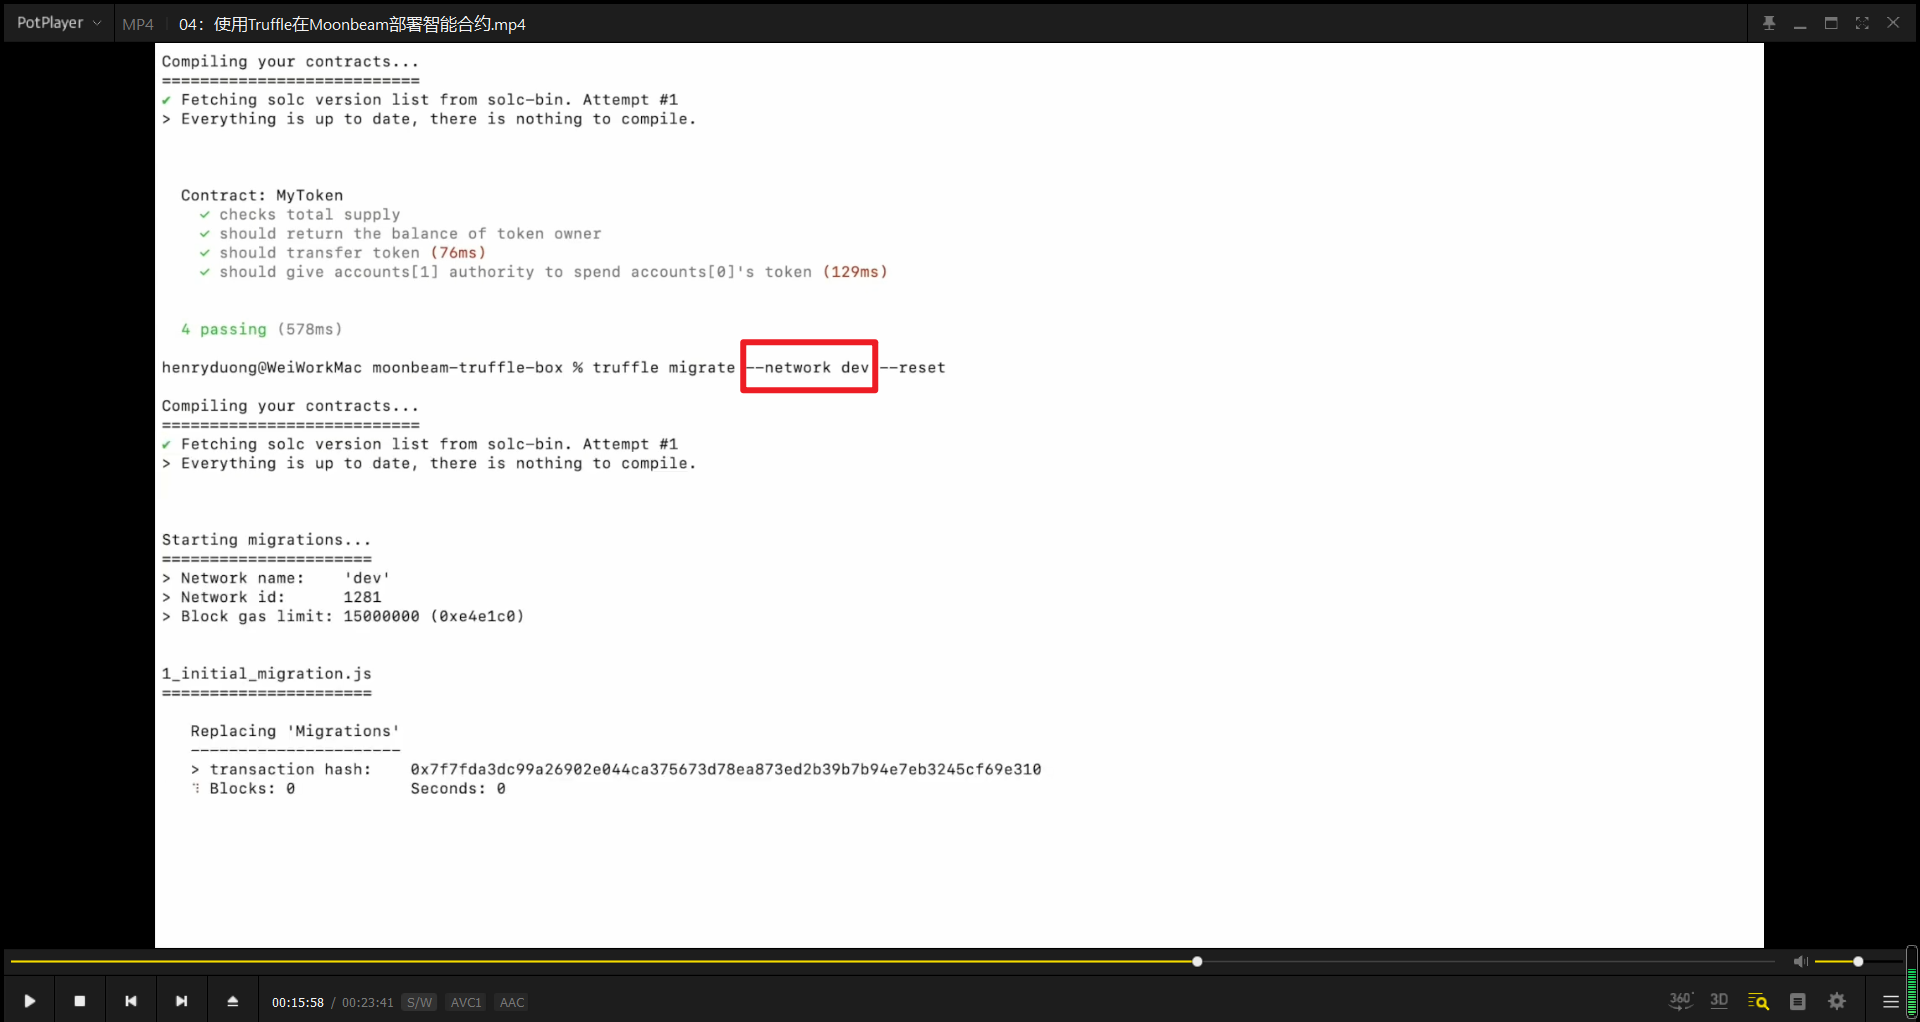 PotPlayer MP4 04：使用Truffle在Moonbeam部署智能合约.mp4
Compiling your contracts...
===========================
✔ Fetching solc version list from solc-bin. Attempt #1
> Everything is up to date, there is nothing to compile.
Contract: MyToken
✓ checks total supply
✓ should return the balance of token owner
✓ should transfer token (76ms)
✓ should give accounts[1] authority to spend accounts[0]'s token (129ms)
4 passing (578ms)
henryduong@WeiWorkMac moonbeam-truffle-box % truffle migrate --network dev --reset
Compiling your contracts...
===========================
✔ Fetching solc version list from solc-bin. Attempt #1
> Everything is up to date, there is nothing to compile.
Starting migrations...
======================
> Network name:    'dev'
> Network id:      1281
> Block gas limit: 15000000 (0xe4e1c0)
1_initial_migration.js
======================
Replacing 'Migrations'
----------------------
> transaction hash:    0x7f7fda3dc99a26902e044ca375673d78ea873ed2b39b7b94e7eb3245cf69e310
Blocks: 0            Seconds: 0
00:15:58 / 00:23:41 S/W AVC1 AAC 360° 3D